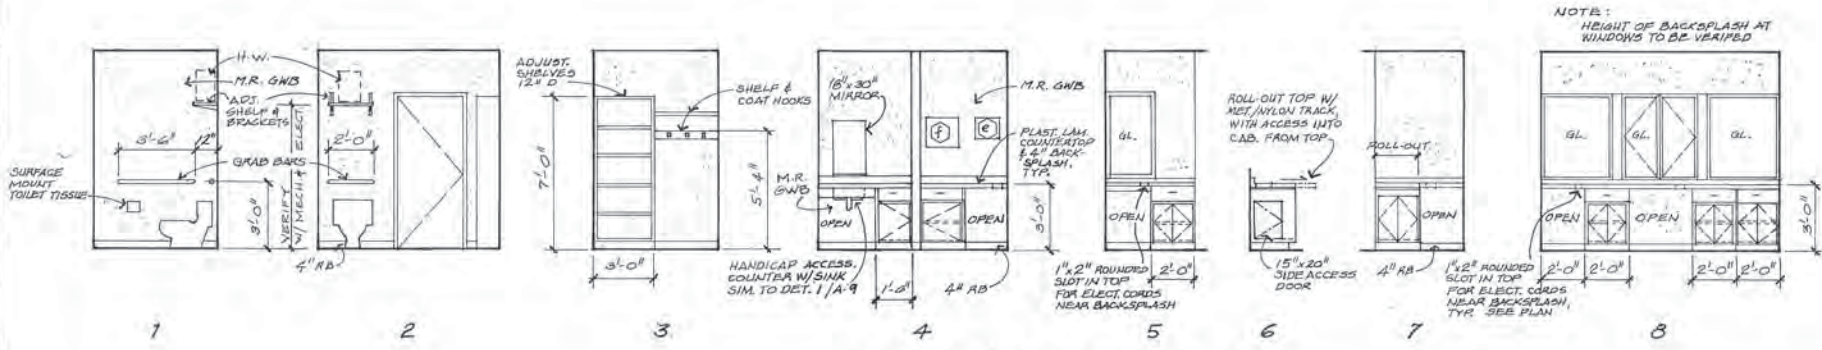 H.W.
M.R. GWB
ADJ.
SHELF &
BRACKETS
3'-6"
12"
GRAB BARS
SURFACE
MOUNT
TOILET TISSUE
3'-0"
1
VERIFY
W/ MECH & ELECT.
2'-0"
4" RB
2
ADJUST.
SHELVES
12" D
7'-0"
SHELF &
COAT HOOKS
5'-4"
3'-0"
3
18"x30"
MIRROR
M.R. GWB
f
e
PLAST. LAM.
COUNTERTOP
& 4" BACK-
SPLASH,
TYP.
M.R.
GWB
OPEN
OPEN
3'-0"
HANDICAP ACCESS.
COUNTER W/ SINK
SIM. TO DET. 1/A-9
1'-6"
4" RB
4
GL.
OPEN
1"x2" ROUNDED
SLOT IN TOP
FOR ELECT. CORDS
NEAR BACKSPLASH
2'-0"
5
ROLL-OUT TOP W/
MET./NYLON TRACK,
WITH ACCESS INTO
CAB. FROM TOP.
15"x20"
SIDE ACCESS
DOOR
6
ROLL-OUT
OPEN
4" RB
7
NOTE:
HEIGHT OF BACKSPLASH AT
WINDOWS TO BE VERIFED
GL.
GL.
GL.
OPEN
OPEN
3'-0"
1"x2" ROUNDED
SLOT IN TOP
FOR ELECT. CORDS
NEAR BACKSPLASH,
TYP. SEE PLAN
2'-0"
2'-0"
2'-0"
2'-0"
8